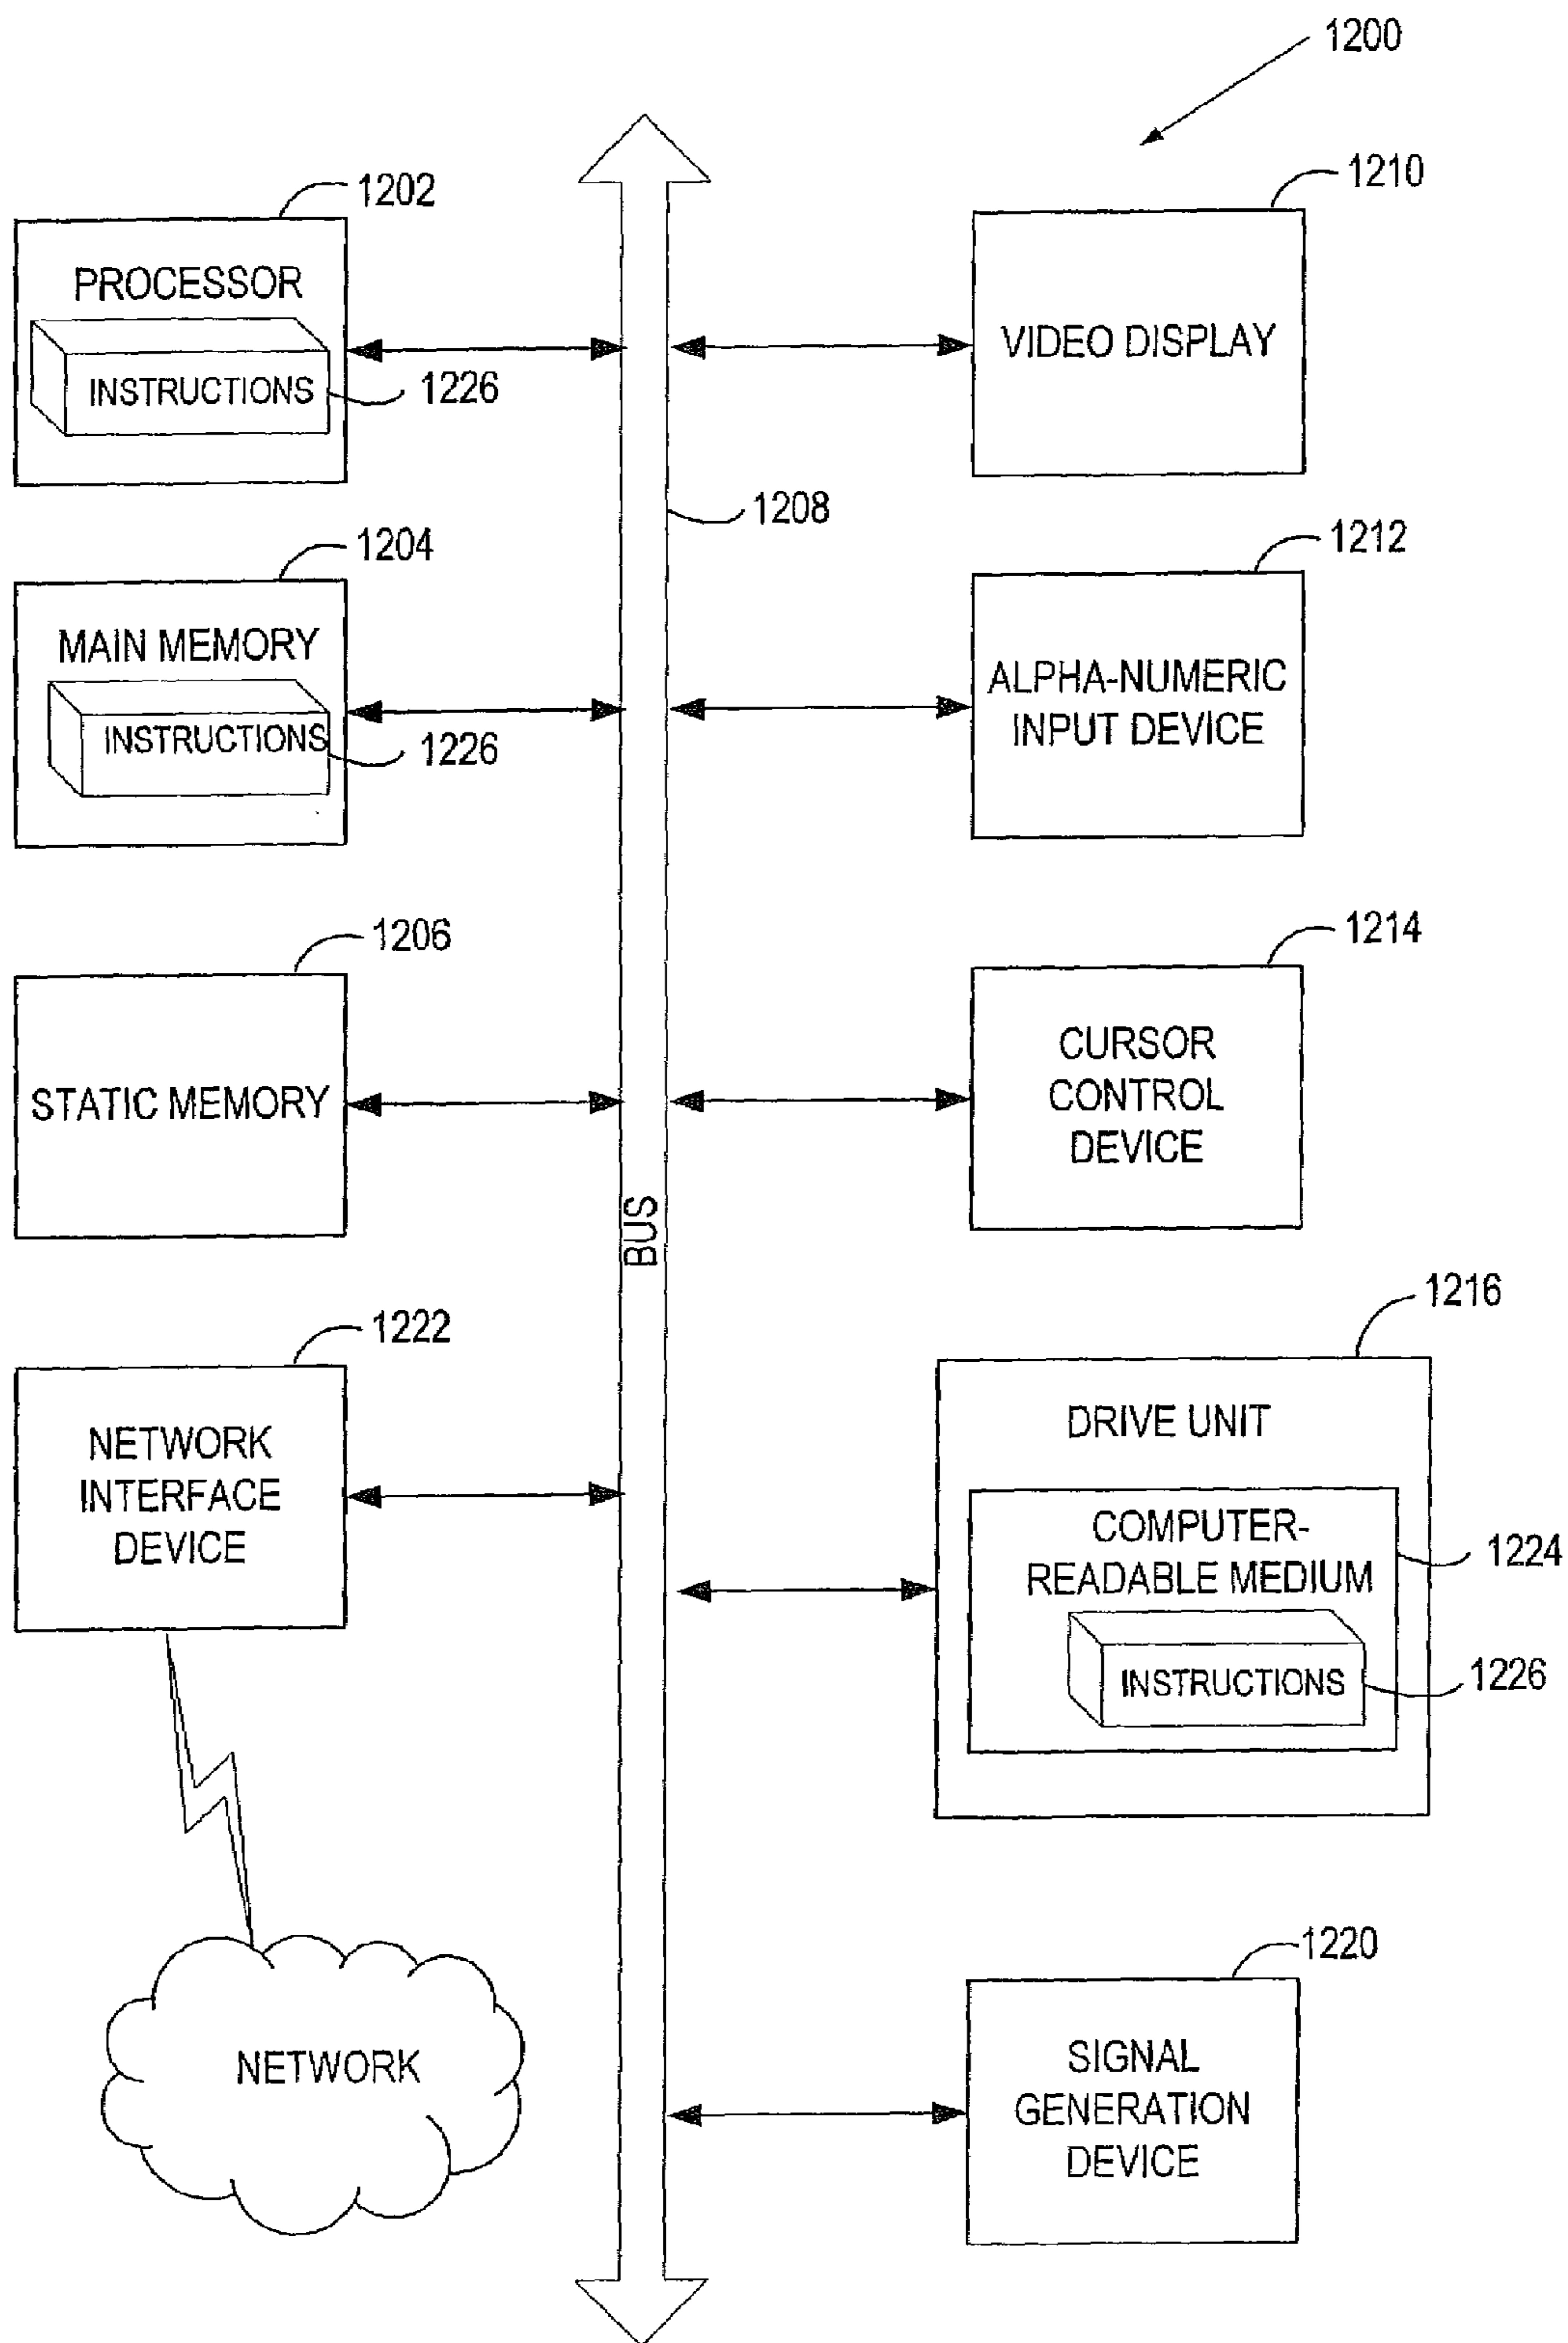 1200
1202
PROCESSOR
INSTRUCTIONS
1226
1204
MAIN MEMORY
INSTRUCTIONS
1226
1206
STATIC MEMORY
1222
NETWORK
INTERFACE
DEVICE
NETWORK
1208
BUS
1210
VIDEO DISPLAY
1212
ALPHA-NUMERIC
INPUT DEVICE
1214
CURSOR
CONTROL
DEVICE
1216
DRIVE UNIT
COMPUTER-
READABLE MEDIUM
1224
INSTRUCTIONS
1226
1220
SIGNAL
GENERATION
DEVICE